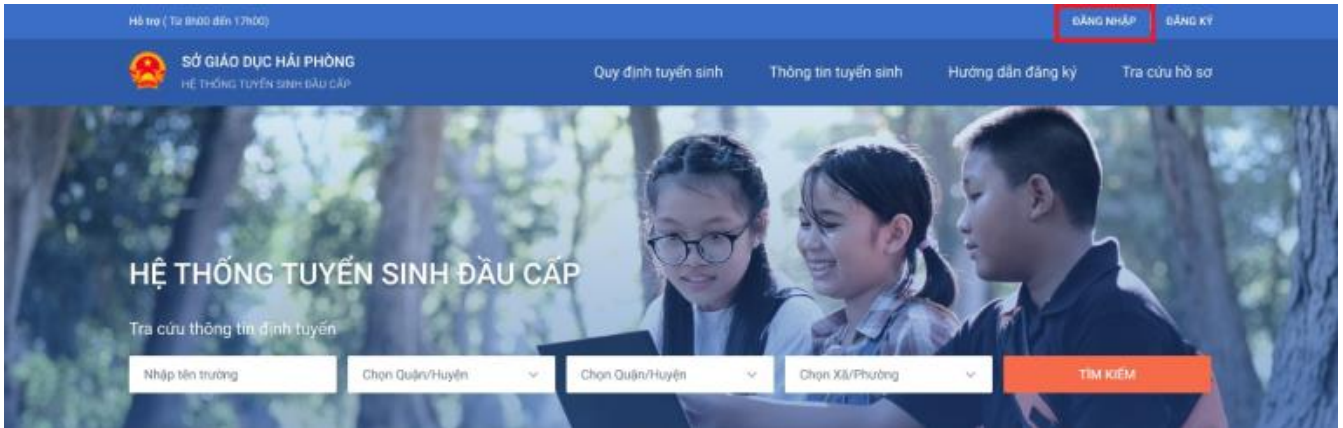 Hỗ trợ ( Từ 8h00 đến 17h00)
ĐĂNG NHẬP ĐĂNG KÝ
SỞ GIÁO DỤC HẢI PHÒNG
HỆ THỐNG TUYỂN SINH ĐẦU CẤP
Quy định tuyển sinh Thông tin tuyển sinh Hướng dẫn đăng ký Tra cứu hồ sơ
HỆ THỐNG TUYỂN SINH ĐẦU CẤP
Tra cứu thông tin định tuyến
Nhập tên trường Chọn Quận/Huyện Chọn Quận/Huyện Chọn Xã/Phường TÌM KIẾM